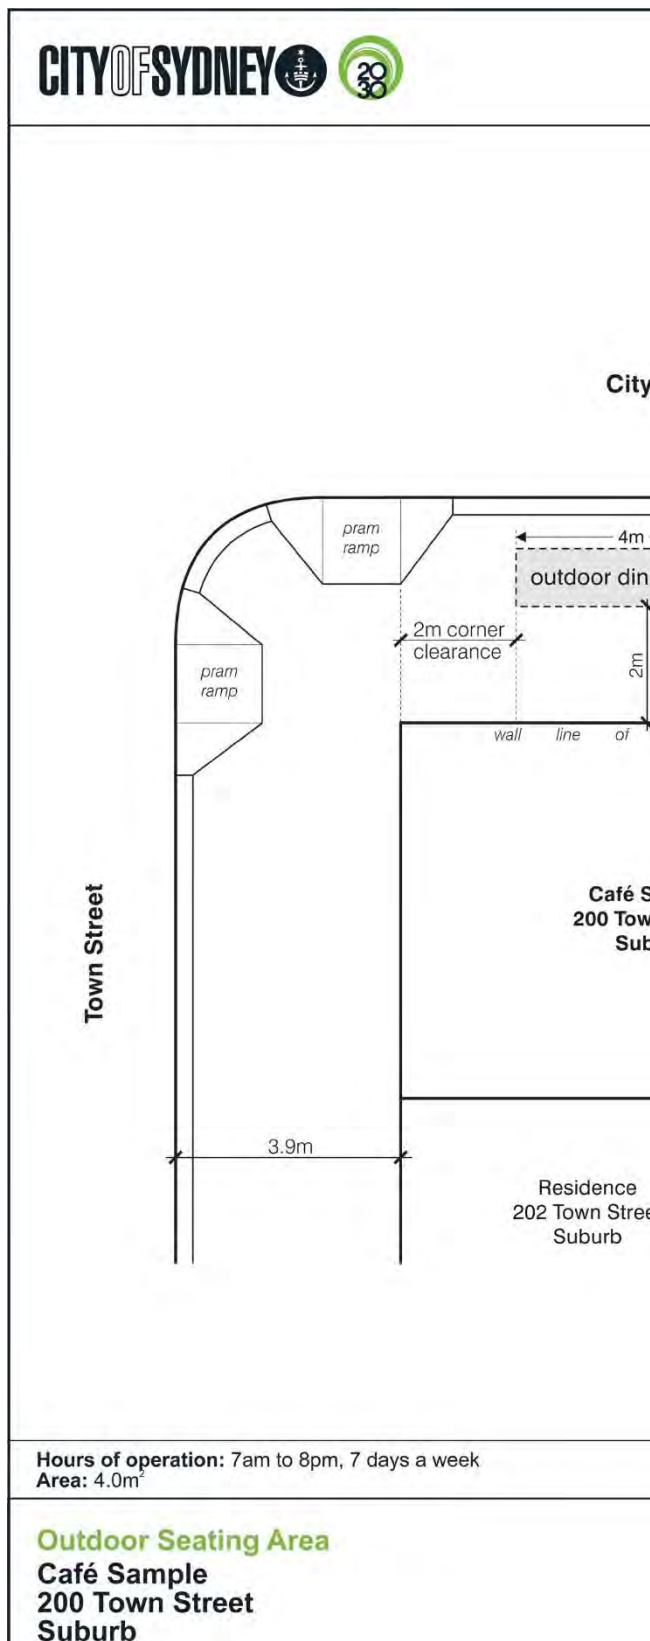 CITYOFSYDNEY
2030
City
pram
ramp
4m
outdoor din
2m corner
clearance
2m
pram
ramp
wall line of
Café S
200 Tow
Sub
Town Street
3.9m
Residence
202 Town Stree
Suburb
Hours of operation: 7am to 8pm, 7 days a week
Area: 4.0m²
Outdoor Seating Area
Café Sample
200 Town Street
Suburb